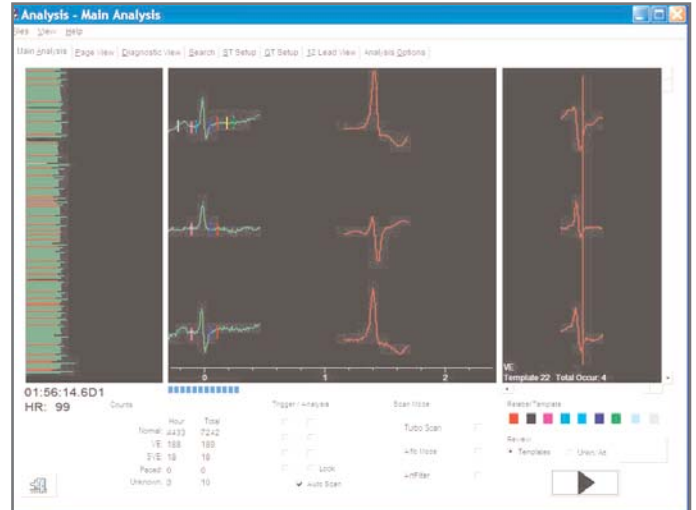 Analysis - Main Analysis
View Help
Main Analysis Page View Diagnostic View Search ST Setup QT Setup 12 Lead View Analysis Options
0 1 2
VE
Template 22 Total Occur: 4
01:56:14.6D1
HR: 99
Counts
Hour Total
Normal: 4433 7242
VE: 188 188
SVE: 18 18
Paced: 0 0
Unknown: 3 10
Trigger / Analysis
Lock
Auto Scan
Scan Mode
Turbo Scan
Afib Mode
ArtFilter
Relabel Template
Review
Templates